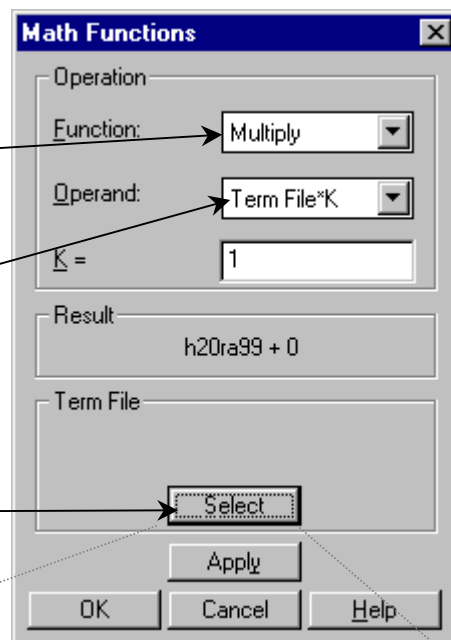 Math Functions
Operation
Function: Multiply
Operand: Term File*K
K = 1
Result
h20ra99 + 0
Term File
Select
Apply
OK Cancel Help